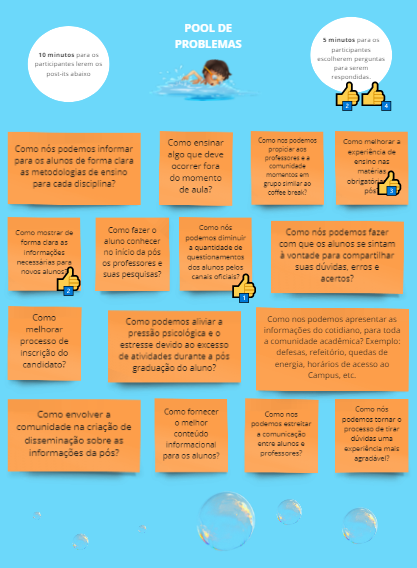 POOL DE
PROBLEMAS
10 minutos para os
participantes lerem os
post-its abaixo
5 minutos para os
participantes
escolherem perguntas
para serem
respondidas.
2
4
Como nós podemos informar
para os alunos de forma clara
as metodologias de ensino
para cada disciplina?
Como ensinar
algo que deve
ocorrer fora
do momento
de aula?
Como nos podemos
propiciar aos
professores e a
comunidade
momentos em
grupo similar ao
coffee break?
Como melhorar a
experiência de
ensino nas
matérias
pós
3
Como mostrar de
forma clara as
informações
necessárias para
novos alunos?
2
Como fazer o
aluno conhecer
no início da pós
os professores e
suas pesquisas?
Como nós
podemos diminuir
a quantidade de
questionamentos
dos alunos pelos
canais oficiais?
1
Como nós podemos fazer
com que os alunos se sintam
à vontade para compartilhar
suas dúvidas, erros e
acertos?
Como
melhorar
processo de
inscrição do
candidato?
Como podemos aliviar a
pressão psicológica e o
estresse devido ao excesso
de atividades durante a pós
graduação do aluno?
Como nos podemos apresentar as
informações do cotidiano, para toda
a comunidade acadêmica? Exemplo:
defesas, refeitório, quedas de
energia, horários de acesso ao
Campus, etc.
Como envolver a
comunidade na criação de
disseminação sobre as
informações da pós?
Como fornecer
o melhor
conteúdo
informacional
para os alunos?
Como nos
podemos estreitar
a comunicação
entre alunos e
professores?
Como nós
podemos tornar o
processo de tirar
dúvidas uma
experiência mais
agradável?